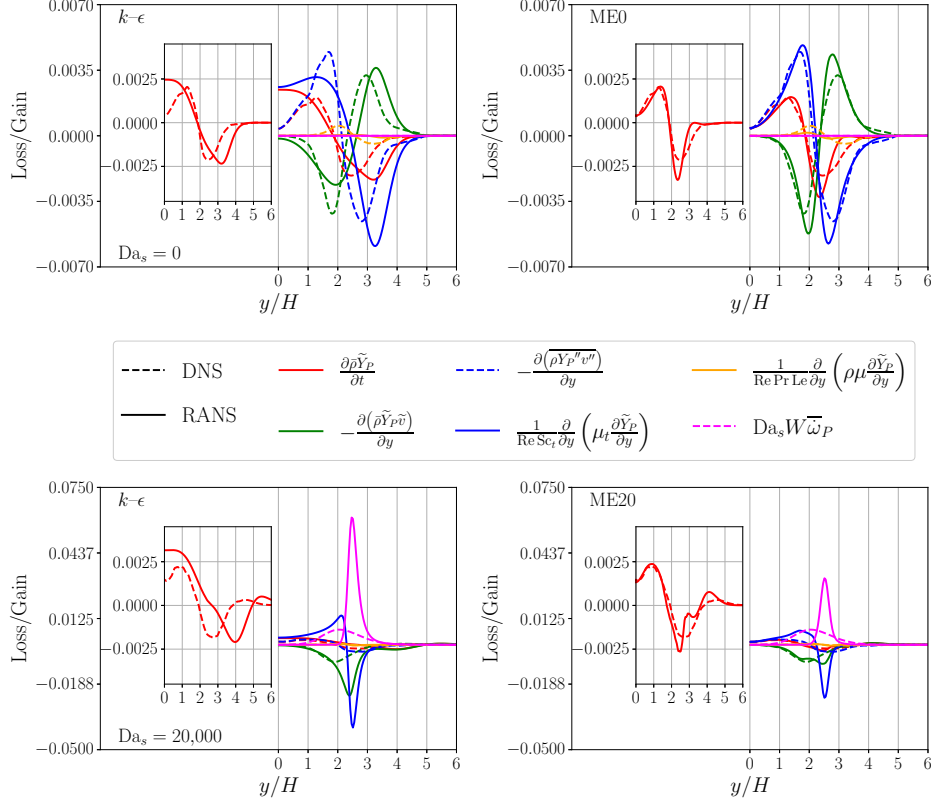 k–ϵ
Loss/Gain
0.0070
0.0035
0.0000
−0.0035
−0.0070
0.0025
0.0000
−0.0025
0 1 2 3 4 5 6
Da_s = 0
0 1 2 3 4 5 6
y/H
ME0
Loss/Gain
0.0070
0.0035
0.0000
−0.0035
−0.0070
0.0025
0.0000
−0.0025
0 1 2 3 4 5 6
0 1 2 3 4 5 6
y/H
DNS
RANS
∂ρ̄Ỹ_P/∂t
−∂(ρ̄Ỹ_Pṽ)/∂y
−∂(\overline{ρY_P''v''})/∂y
1/(Re Sc_t) ∂/∂y (μ_t ∂Ỹ_P/∂y)
1/(Re Pr Le) ∂/∂y (ρμ ∂Ỹ_P/∂y)
Da_s W \overline{\dot{ω}}_P
k–ϵ
Loss/Gain
0.0750
0.0437
0.0125
−0.0188
−0.0500
0.0025
0.0000
−0.0025
0 1 2 3 4 5 6
Da_s = 20,000
0 1 2 3 4 5 6
y/H
ME20
Loss/Gain
0.0750
0.0437
0.0125
−0.0188
−0.0500
0.0025
0.0000
−0.0025
0 1 2 3 4 5 6
0 1 2 3 4 5 6
y/H